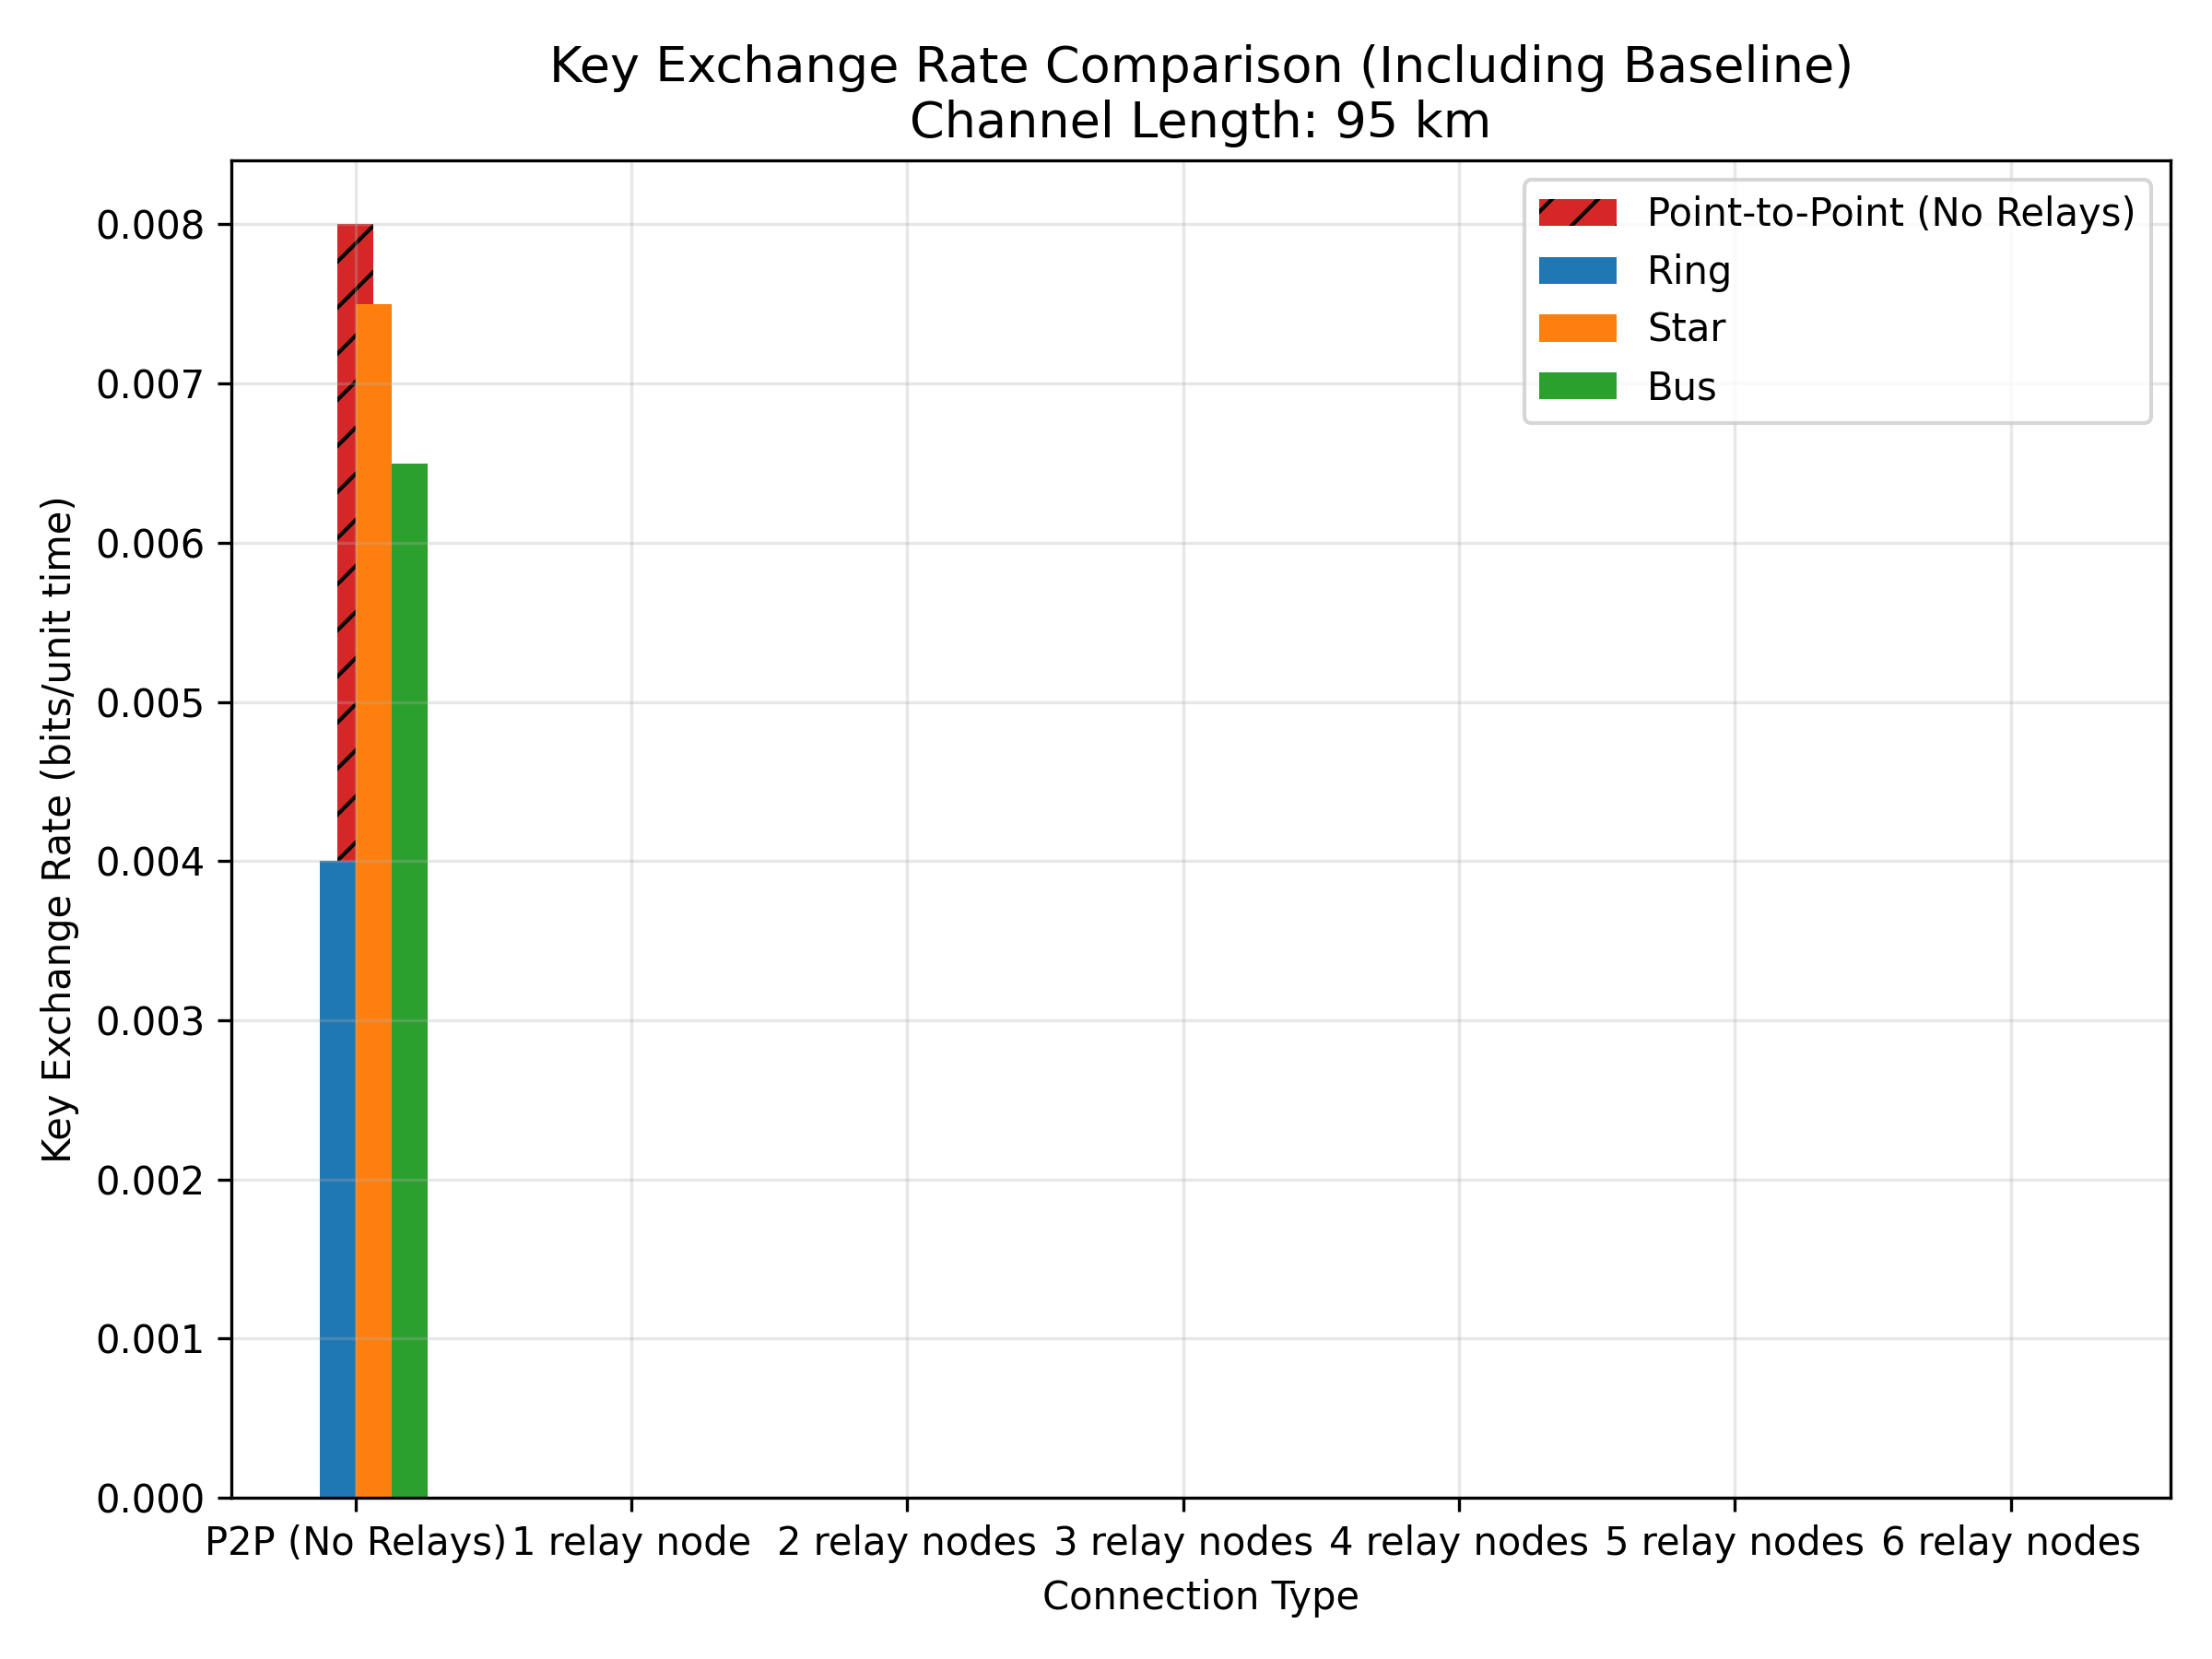 Key Exchange Rate Comparison (Including Baseline)
Channel Length: 95 km
Point-to-Point (No Relays)
Ring
Star
Bus
Key Exchange Rate (bits/unit time)
0.008
0.007
0.006
0.005
0.004
0.003
0.002
0.001
0.000
P2P (No Relays) 1 relay node 2 relay nodes 3 relay nodes 4 relay nodes 5 relay nodes 6 relay nodes
Connection Type